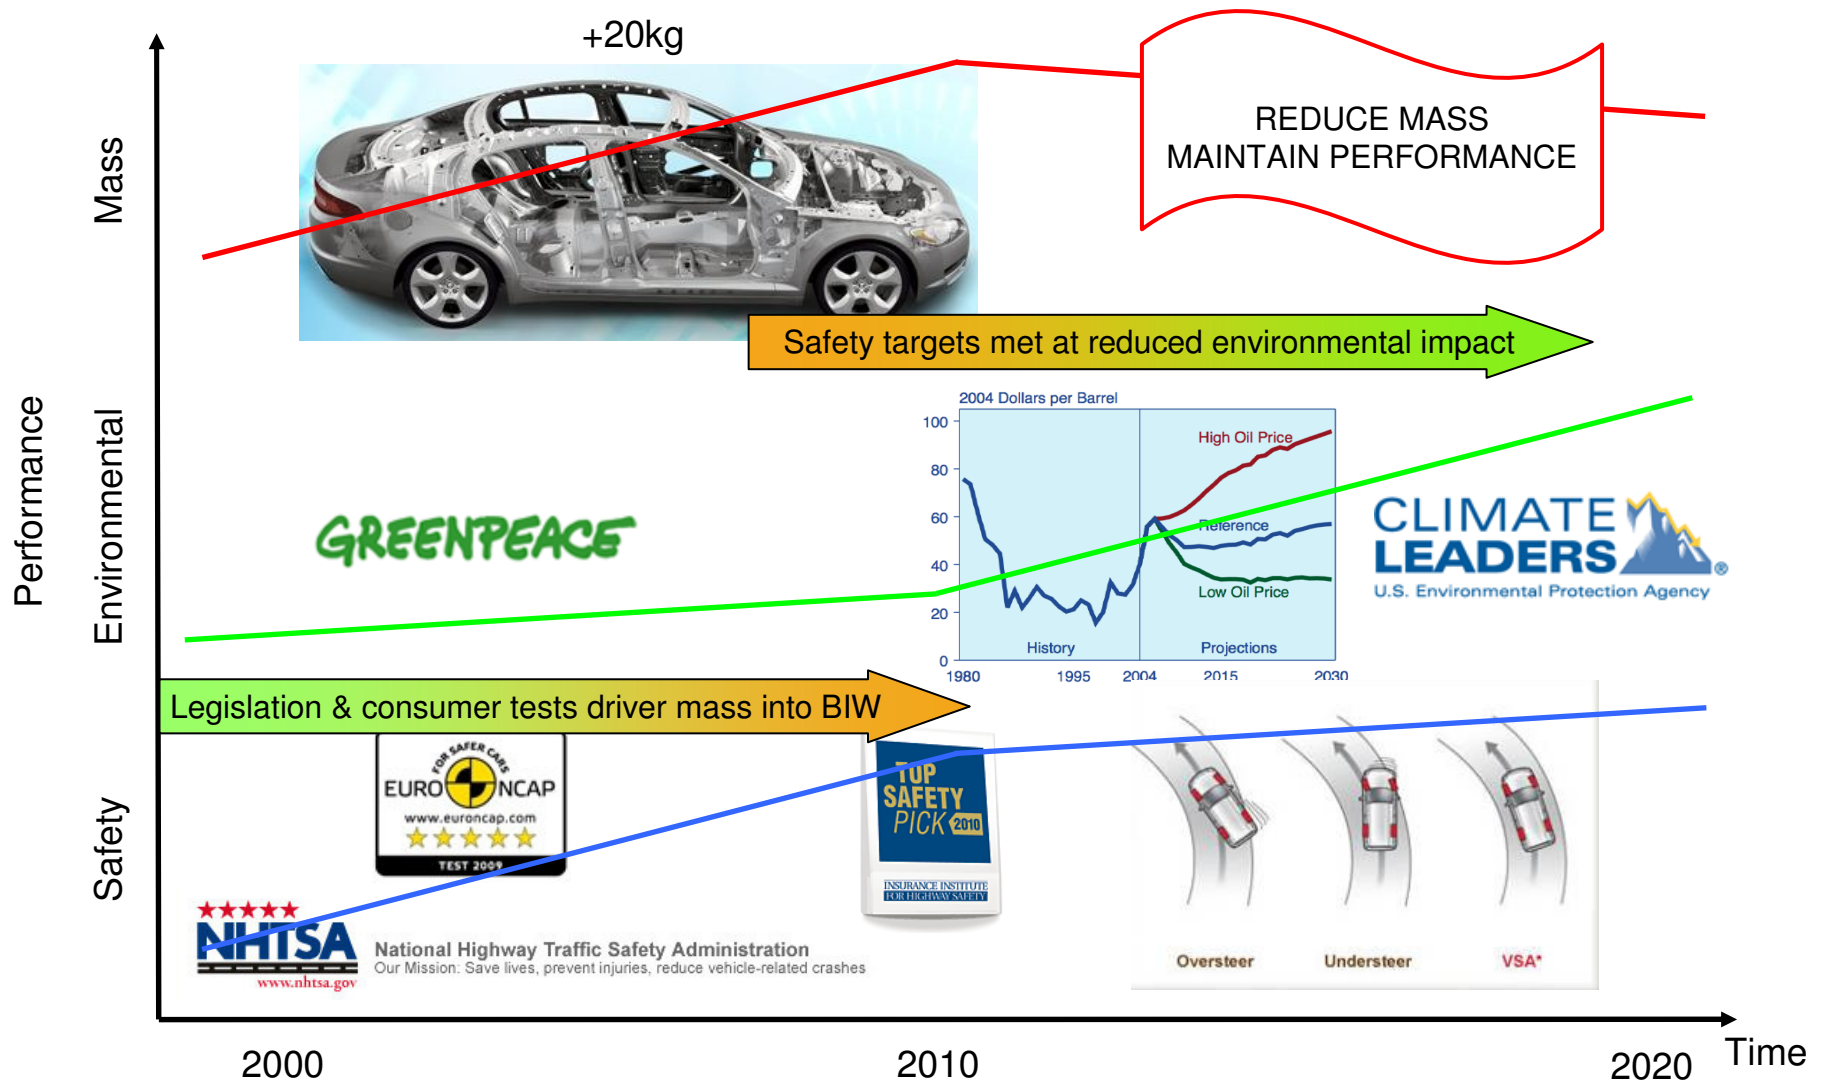 +20kg
REDUCE MASS
MAINTAIN PERFORMANCE
Mass
Safety targets met at reduced environmental impact
Performance
Environmental
2004 Dollars per Barrel
100
80
60
40
20
0
High Oil Price
Reference
Low Oil Price
History
Projections
1980
1995
2004
2015
2030
GREENPEACE
CLIMATE
LEADERS®
U.S. Environmental Protection Agency
Legislation & consumer tests driver mass into BIW
Safety
FOR SAFER CARS
EURO NCAP
www.euroncap.com
TEST 2009
TOP
SAFETY
PICK 2010
INSURANCE INSTITUTE
FOR HIGHWAY SAFETY
NHTSA
www.nhtsa.gov
National Highway Traffic Safety Administration
Our Mission: Save lives, prevent injuries, reduce vehicle-related crashes
Oversteer
Understeer
VSA*
2000
2010
2020
Time